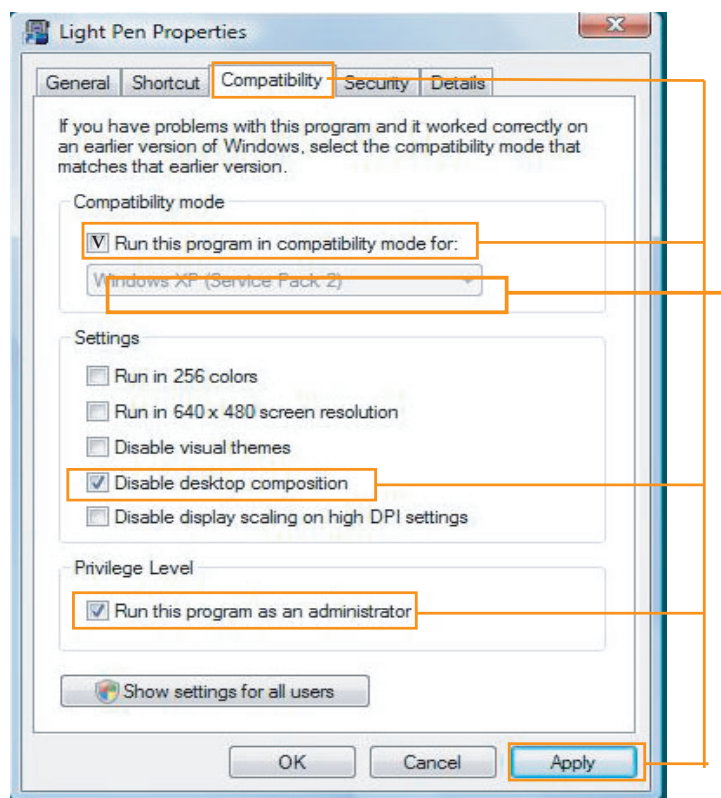 Light Pen Properties
General Shortcut Compatibility Security Details
If you have problems with this program and it worked correctly on
an earlier version of Windows, select the compatibility mode that
matches that earlier version.
Compatibility mode
V Run this program in compatibility mode for:
Windows XP (Service Pack 2)
Settings
Run in 256 colors
Run in 640 x 480 screen resolution
Disable visual themes
Disable desktop composition
Disable display scaling on high DPI settings
Privilege Level
Run this program as an administrator
Show settings for all users
OK Cancel Apply